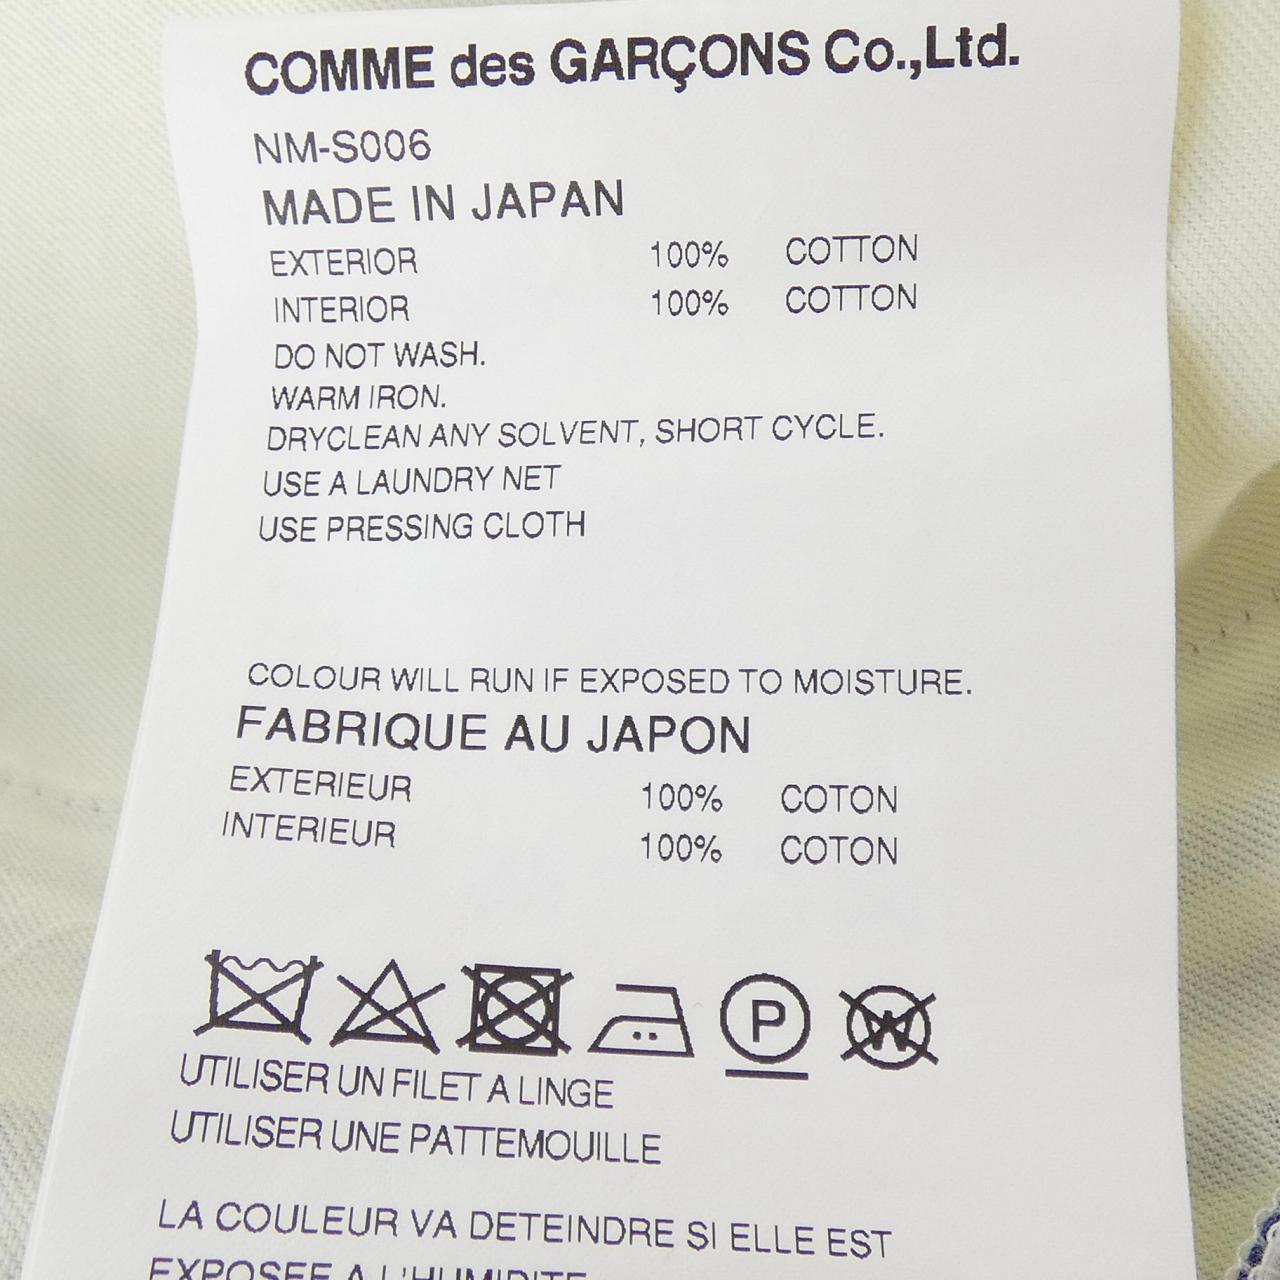 COMME des GARÇONS Co.,Ltd.
NM-S006
MADE IN JAPAN
EXTERIOR 100% COTTON
INTERIOR 100% COTTON
DO NOT WASH.
WARM IRON.
DRYCLEAN ANY SOLVENT, SHORT CYCLE.
USE A LAUNDRY NET
USE PRESSING CLOTH
COLOUR WILL RUN IF EXPOSED TO MOISTURE.
FABRIQUE AU JAPON
EXTERIEUR 100% COTON
INTERIEUR 100% COTON
P W
UTILISER UN FILET A LINGE
UTILISER UNE PATTEMOUILLE
LA COULEUR VA DETEINDRE SI ELLE EST
EXPOSEE A L'HUMIDITE